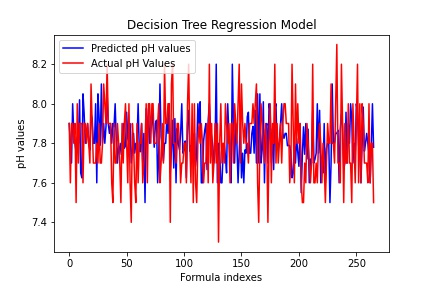 Decision Tree Regression Model
Predicted pH values
Actual pH Values
8.2
8.0
7.8
7.6
7.4
pH values
0 50 100 150 200 250
Formula indexes